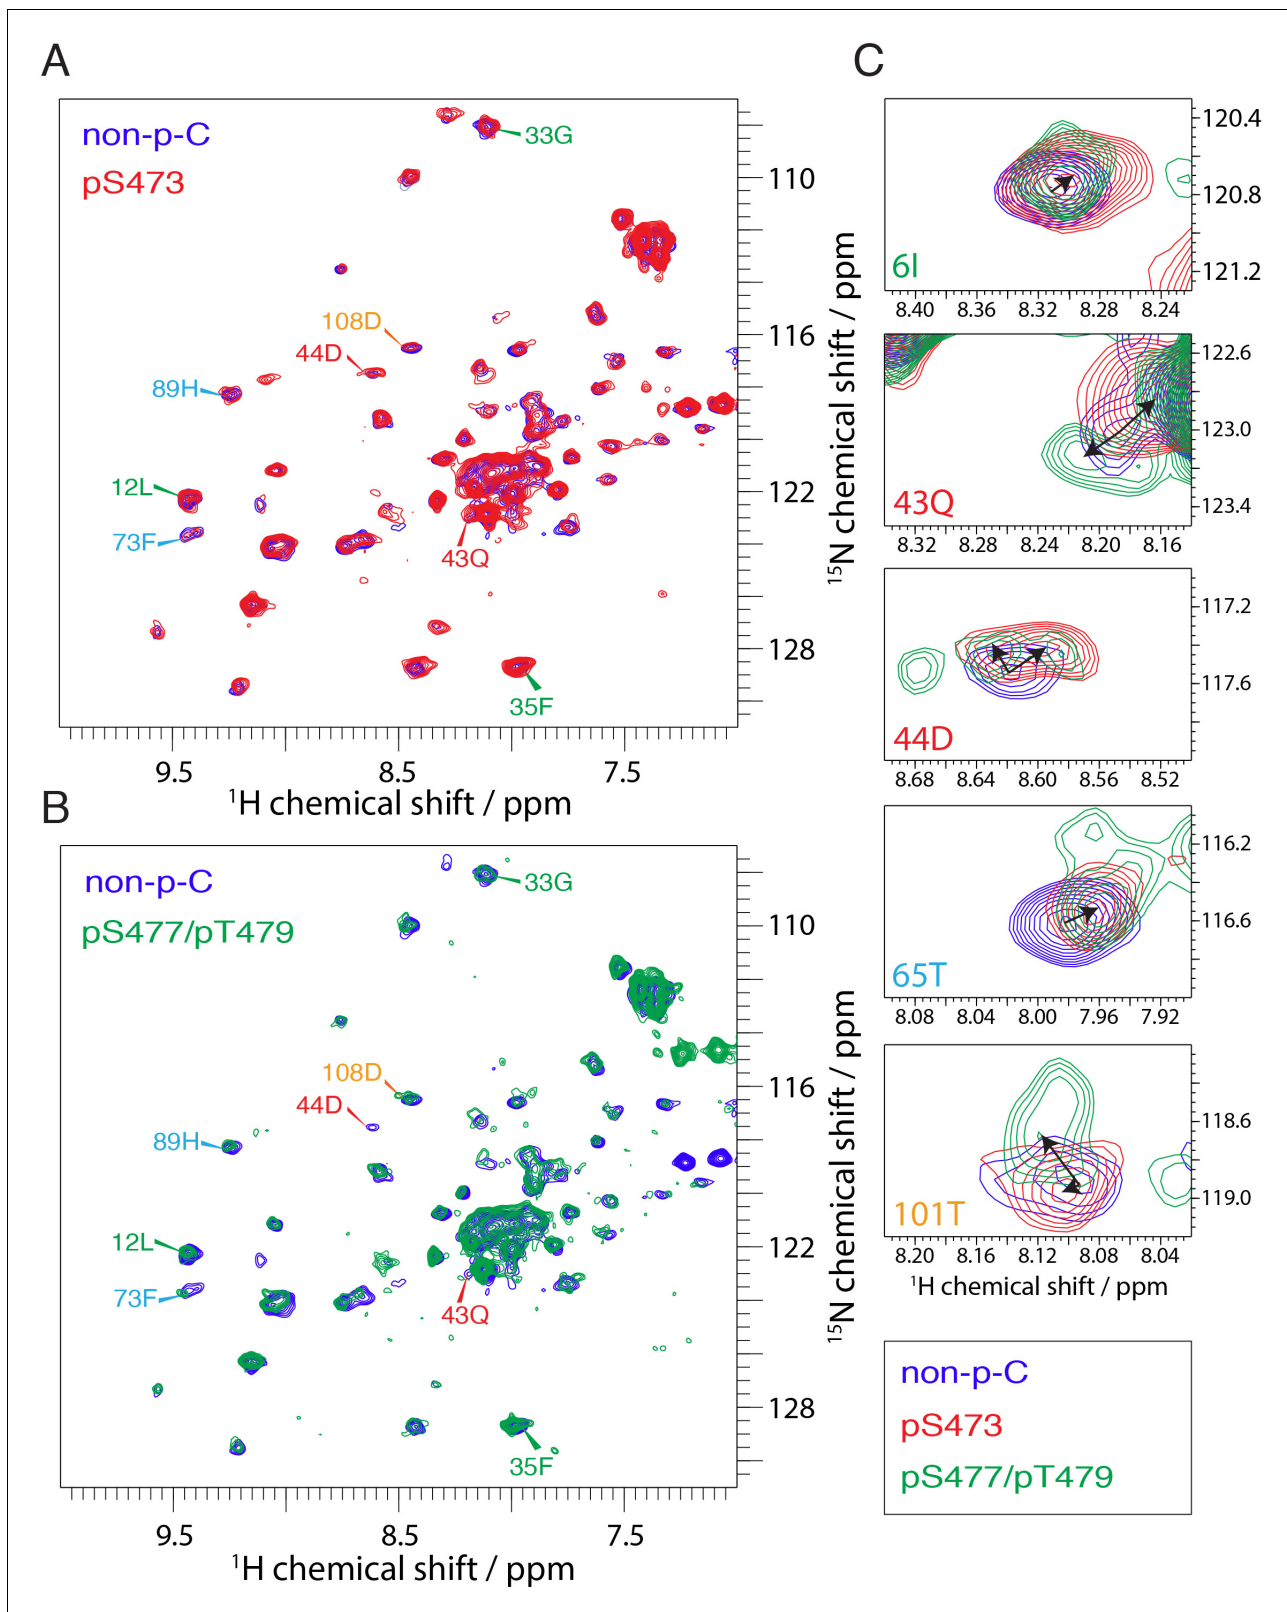 A
non-p-C
pS473
33G
108D
44D
89H
12L
73F
43Q
35F
110
116
122
128
15N chemical shift / ppm
9.5
8.5
7.5
1H chemical shift / ppm
B
non-p-C
pS477/pT479
33G
108D
44D
89H
12L
73F
43Q
35F
110
116
122
128
15N chemical shift / ppm
9.5
8.5
7.5
1H chemical shift / ppm
C
6I
120.4
120.8
121.2
8.40
8.36
8.32
8.28
8.24
43Q
122.6
123.0
123.4
8.32
8.28
8.24
8.20
8.16
44D
117.2
117.6
8.68
8.64
8.60
8.56
8.52
65T
116.2
116.6
8.08
8.04
8.00
7.96
7.92
101T
118.6
119.0
8.20
8.16
8.12
8.08
8.04
1H chemical shift / ppm
non-p-C
pS473
pS477/pT479